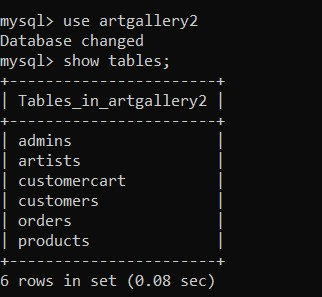 mysql> use artgallery2
Database changed
mysql> show tables;
+-----------------------+
| Tables_in_artgallery2 |
+-----------------------+
| admins                |
| artists               |
| customercart          |
| customers             |
| orders                |
| products              |
+-----------------------+
6 rows in set (0.08 sec)